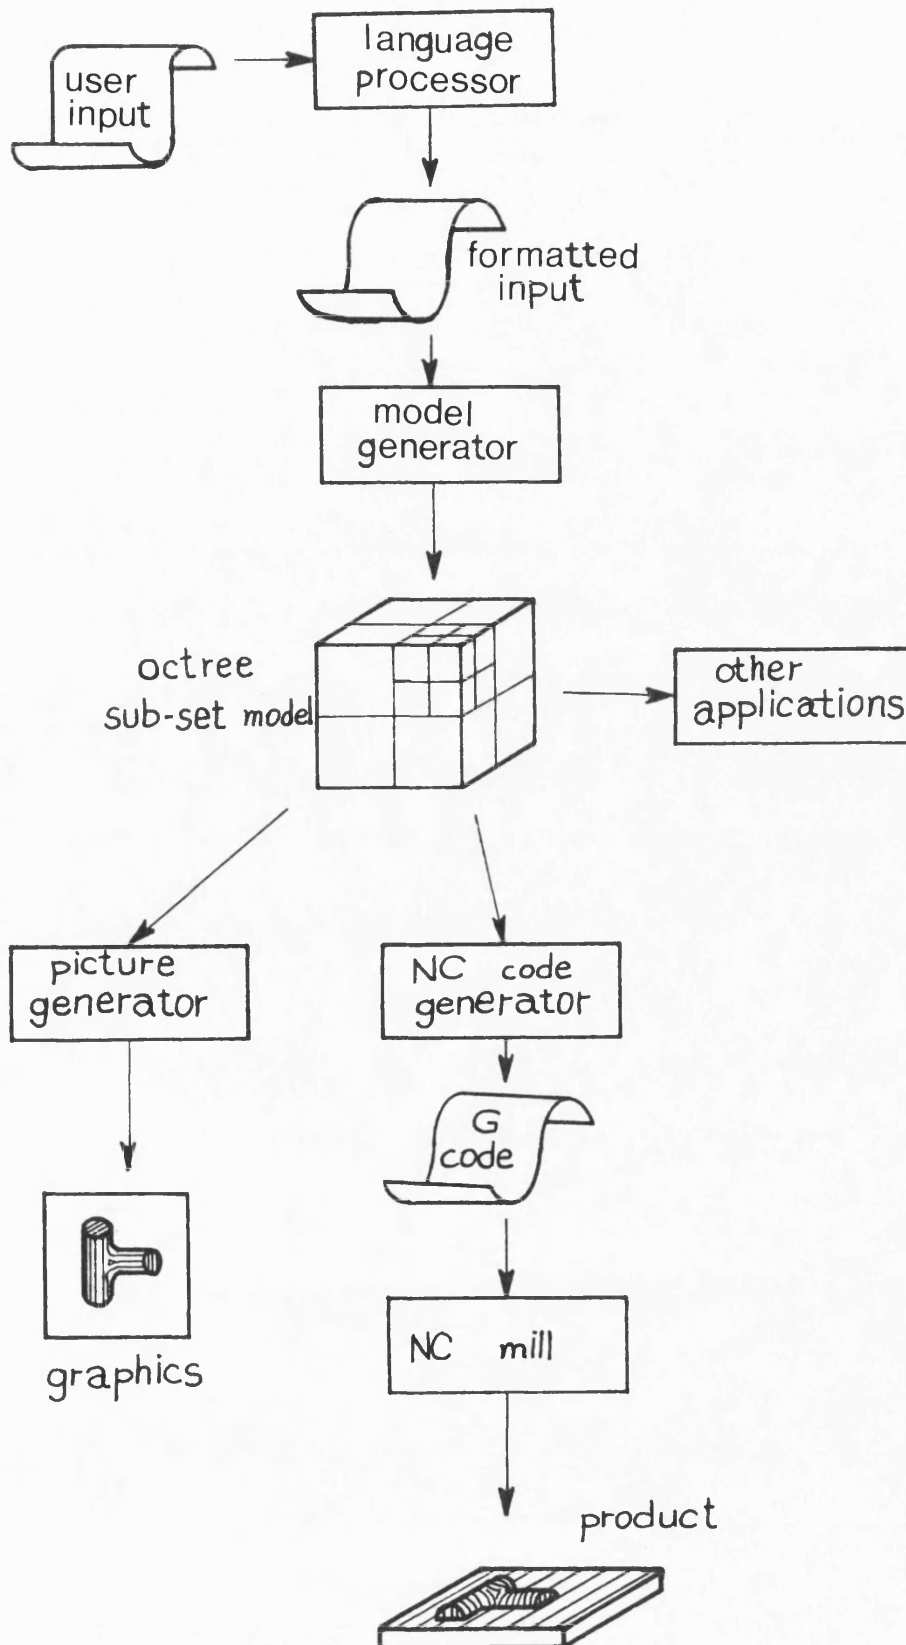 user
input
language
processor
formatted
input
model
generator
octree
sub-set model
other
applications
picture
generator
NC code
generator
G
code
graphics
NC mill
product